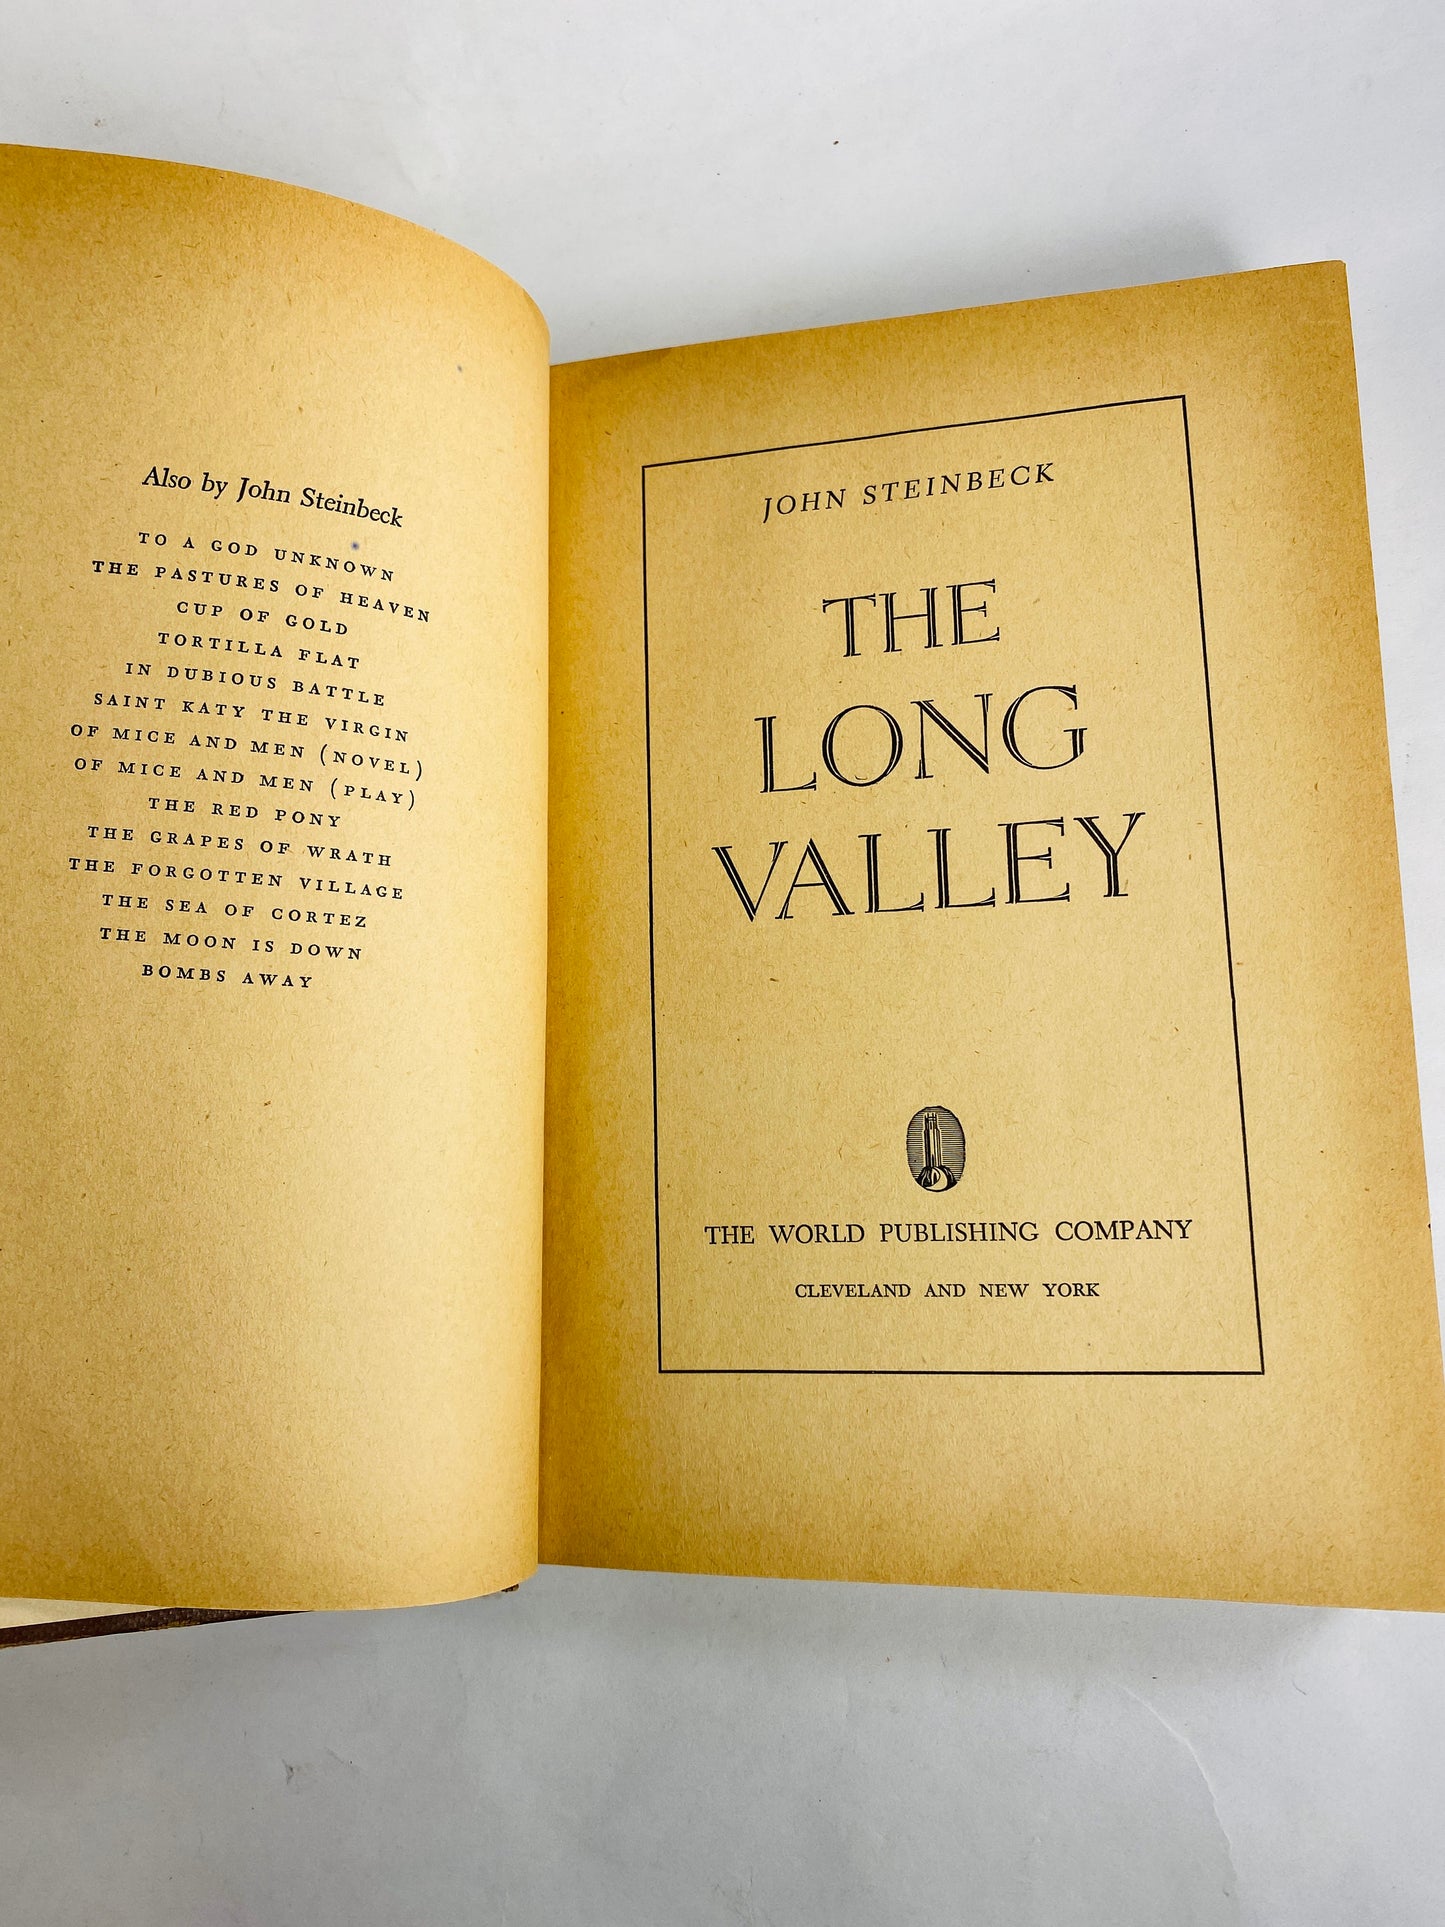 Also by John Steinbeck
TO A GOD UNKNOWN
THE PASTURES OF HEAVEN
CUP OF GOLD
TORTILLA FLAT
IN DUBIOUS BATTLE
SAINT KATY THE VIRGIN
OF MICE AND MEN (NOVEL)
OF MICE AND MEN (PLAY)
THE RED PONY
THE GRAPES OF WRATH
THE FORGOTTEN VILLAGE
THE SEA OF CORTEZ
THE MOON IS DOWN
BOMBS AWAY
JOHN STEINBECK
THE
LONG
VALLEY
THE WORLD PUBLISHING COMPANY
CLEVELAND AND NEW YORK